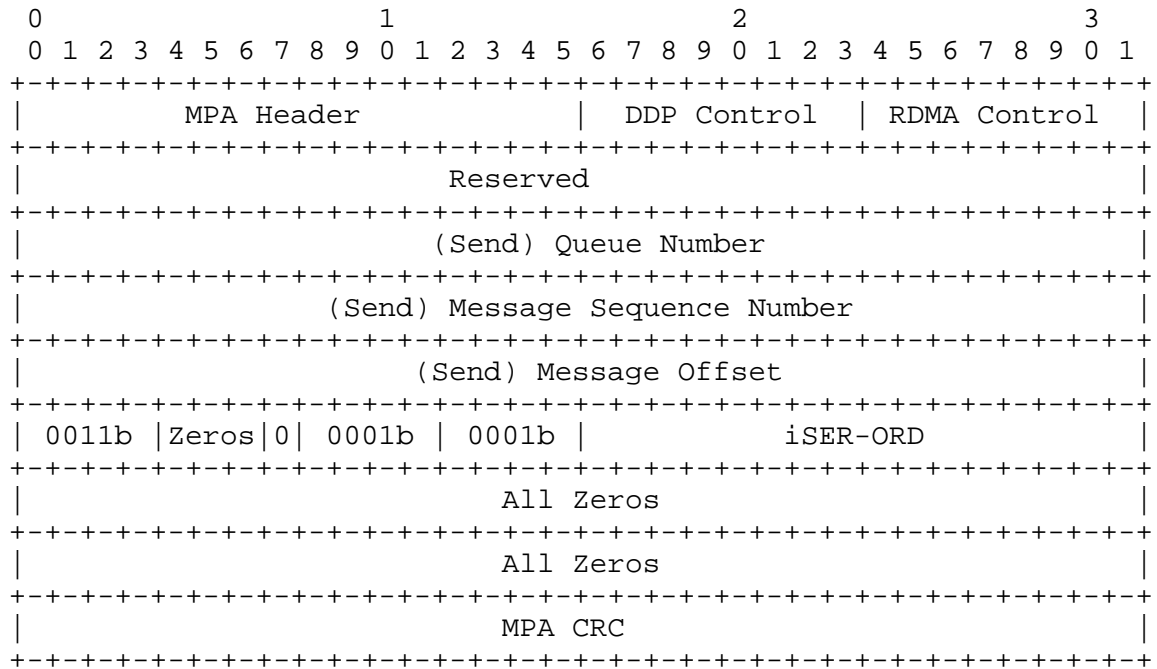 0                   1                   2                   3
 0 1 2 3 4 5 6 7 8 9 0 1 2 3 4 5 6 7 8 9 0 1 2 3 4 5 6 7 8 9 0 1
+-+-+-+-+-+-+-+-+-+-+-+-+-+-+-+-+-+-+-+-+-+-+-+-+-+-+-+-+-+-+-+-+
|         MPA Header            |  DDP Control  | RDMA Control  |
+-+-+-+-+-+-+-+-+-+-+-+-+-+-+-+-+-+-+-+-+-+-+-+-+-+-+-+-+-+-+-+-+
|                        Reserved                               |
+-+-+-+-+-+-+-+-+-+-+-+-+-+-+-+-+-+-+-+-+-+-+-+-+-+-+-+-+-+-+-+-+
|                       (Send) Queue Number                     |
+-+-+-+-+-+-+-+-+-+-+-+-+-+-+-+-+-+-+-+-+-+-+-+-+-+-+-+-+-+-+-+-+
|                 (Send) Message Sequence Number                |
+-+-+-+-+-+-+-+-+-+-+-+-+-+-+-+-+-+-+-+-+-+-+-+-+-+-+-+-+-+-+-+-+
|                      (Send) Message Offset                    |
+-+-+-+-+-+-+-+-+-+-+-+-+-+-+-+-+-+-+-+-+-+-+-+-+-+-+-+-+-+-+-+-+
| 0011b |Zeros|0| 0001b | 0001b |           iSER-ORD            |
+-+-+-+-+-+-+-+-+-+-+-+-+-+-+-+-+-+-+-+-+-+-+-+-+-+-+-+-+-+-+-+-+
|                           All Zeros                           |
+-+-+-+-+-+-+-+-+-+-+-+-+-+-+-+-+-+-+-+-+-+-+-+-+-+-+-+-+-+-+-+-+
|                           All Zeros                           |
+-+-+-+-+-+-+-+-+-+-+-+-+-+-+-+-+-+-+-+-+-+-+-+-+-+-+-+-+-+-+-+-+
|                           MPA CRC                             |
+-+-+-+-+-+-+-+-+-+-+-+-+-+-+-+-+-+-+-+-+-+-+-+-+-+-+-+-+-+-+-+-+